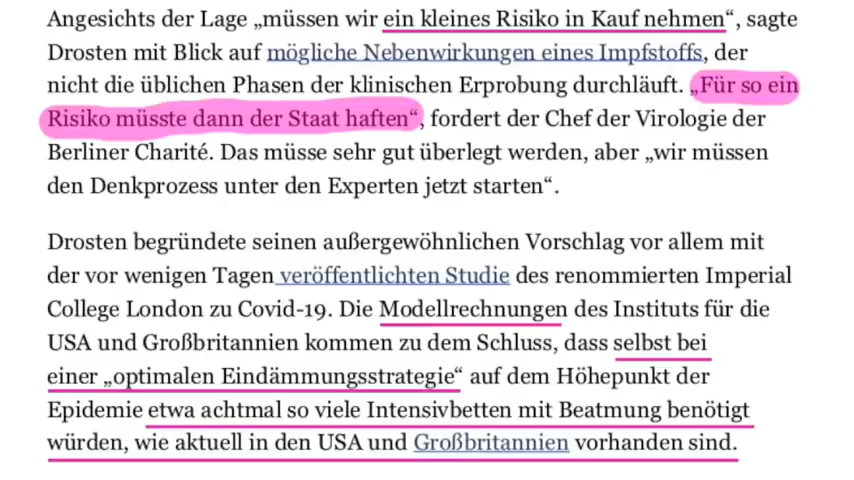 Angesichts der Lage „müssen wir ein kleines Risiko in Kauf nehmen“, sagte
Drosten mit Blick auf mögliche Nebenwirkungen eines Impfstoffs, der
nicht die üblichen Phasen der klinischen Erprobung durchläuft. „Für so ein
Risiko müsste dann der Staat haften“, fordert der Chef der Virologie der
Berliner Charité. Das müsse sehr gut überlegt werden, aber „wir müssen
den Denkprozess unter den Experten jetzt starten“.
Drosten begründete seinen außergewöhnlichen Vorschlag vor allem mit
der vor wenigen Tagen veröffentlichten Studie des renommierten Imperial
College London zu Covid-19. Die Modellrechnungen des Instituts für die
USA und Großbritannien kommen zu dem Schluss, dass selbst bei
einer „optimalen Eindämmungsstrategie“ auf dem Höhepunkt der
Epidemie etwa achtmal so viele Intensivbetten mit Beatmung benötigt
würden, wie aktuell in den USA und Großbritannien vorhanden sind.